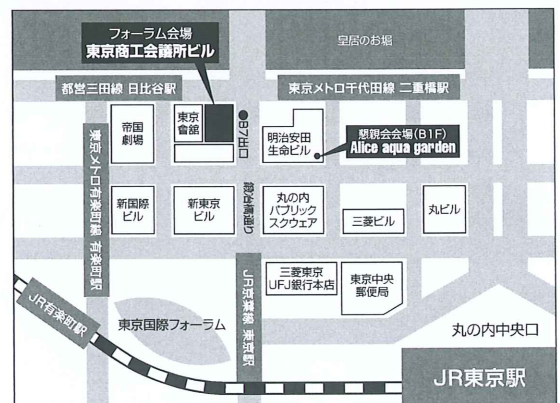 フォーラム会場
東京商工会議所ビル
皇居のお堀
都営三田線 日比谷駅
東京メトロ千代田線 二重橋駅
帝国
劇場
東京
會舘
●B7出口
明治安田
生命ビル
懇親会会場(B1F)
Alice aqua garden
東京メトロ有楽町線 有楽町駅
新国際
ビル
新東京
ビル
鍛冶橋通り
丸の内
パブリック
スクウェア
三菱ビル
丸ビル
JR京葉線 東京駅
三菱東京
UFJ銀行本店
東京中央
郵便局
JR有楽町駅
東京国際フォーラム
丸の内中央口
JR東京駅